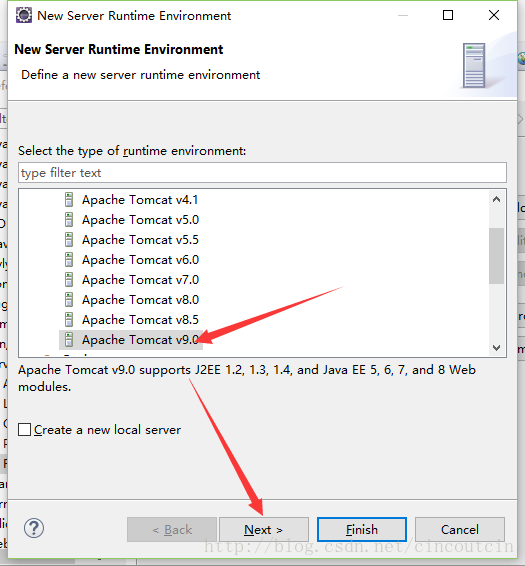 New Server Runtime Environment
New Server Runtime Environment
Define a new server runtime environment
Select the type of runtime environment:
type filter text
Apache Tomcat v4.1
Apache Tomcat v5.0
Apache Tomcat v5.5
Apache Tomcat v6.0
Apache Tomcat v7.0
Apache Tomcat v8.0
Apache Tomcat v8.5
Apache Tomcat v9.0
Apache Tomcat v9.0 supports J2EE 1.2, 1.3, 1.4, and Java EE 5, 6, 7, and 8 Web
modules.
Create a new local server
?
< Back Next > Finish Cancel
http://blog.csdn.net/cincoutcin